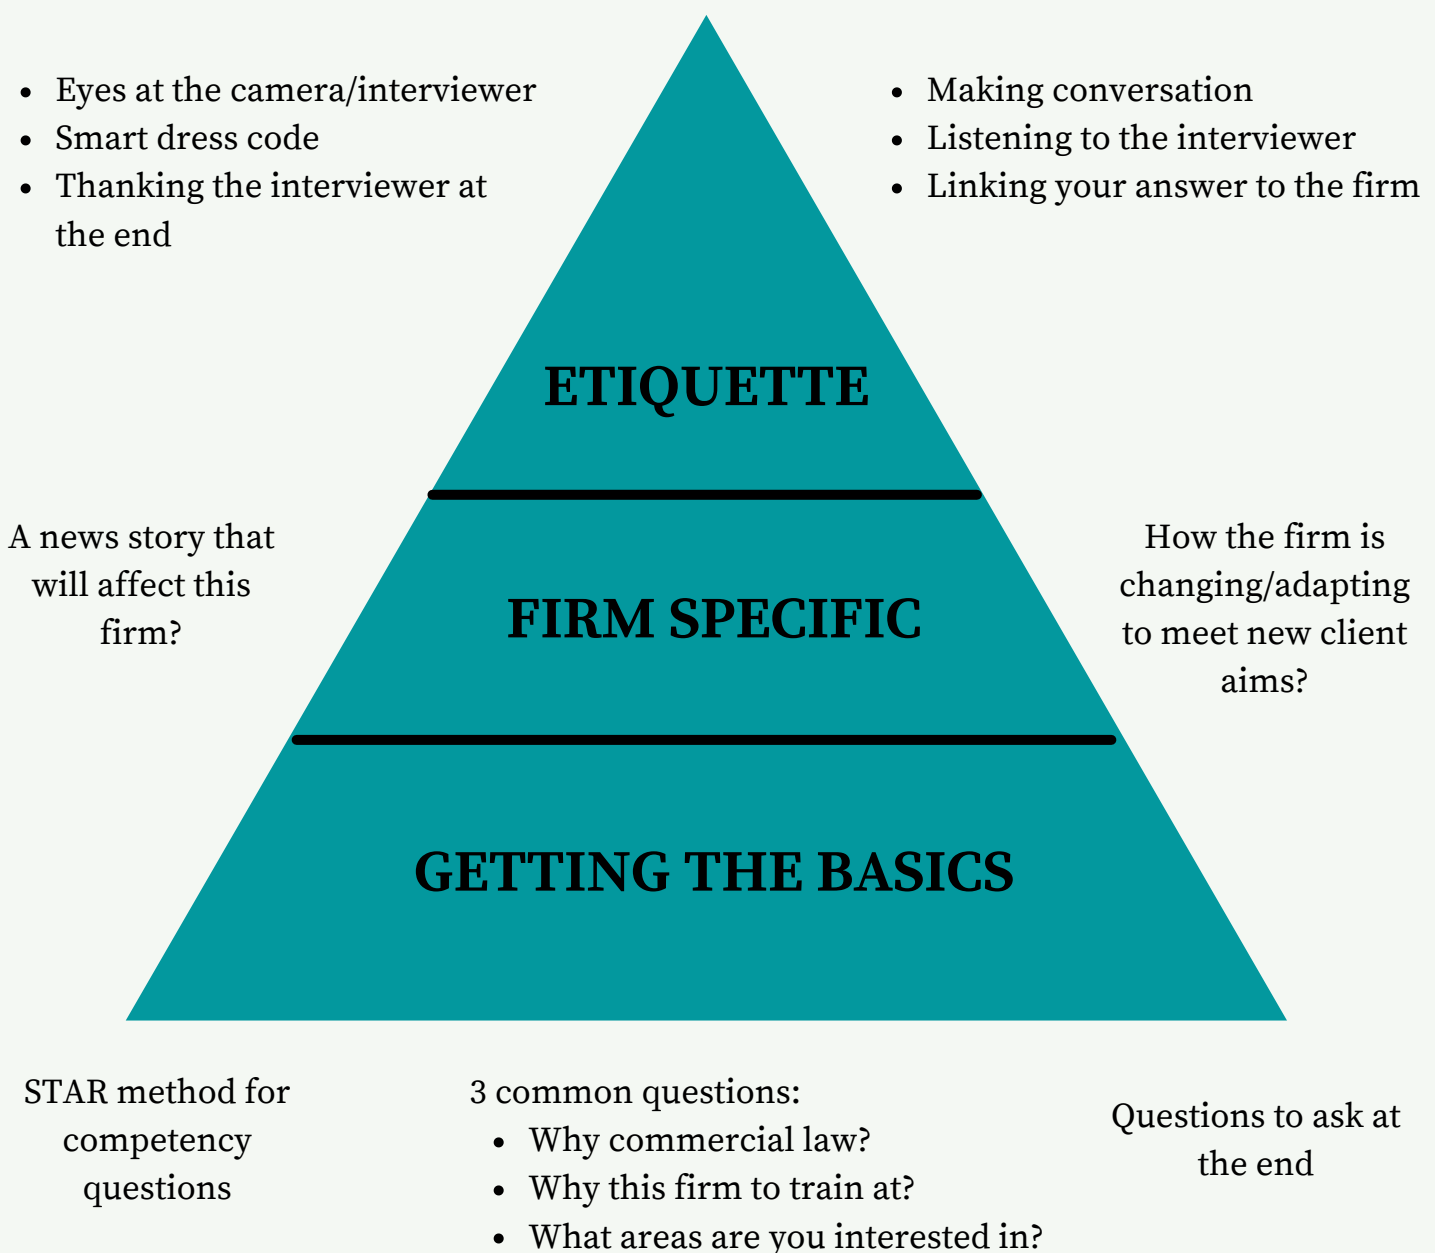 • Eyes at the camera/interviewer
• Smart dress code
• Thanking the interviewer at
the end
• Making conversation
• Listening to the interviewer
• Linking your answer to the firm
ETIQUETTE
A news story that
will affect this
firm?
FIRM SPECIFIC
How the firm is
changing/adapting
to meet new client
aims?
GETTING THE BASICS
STAR method for
competency
questions
3 common questions:
• Why commercial law?
• Why this firm to train at?
• What areas are you interested in?
Questions to ask at
the end